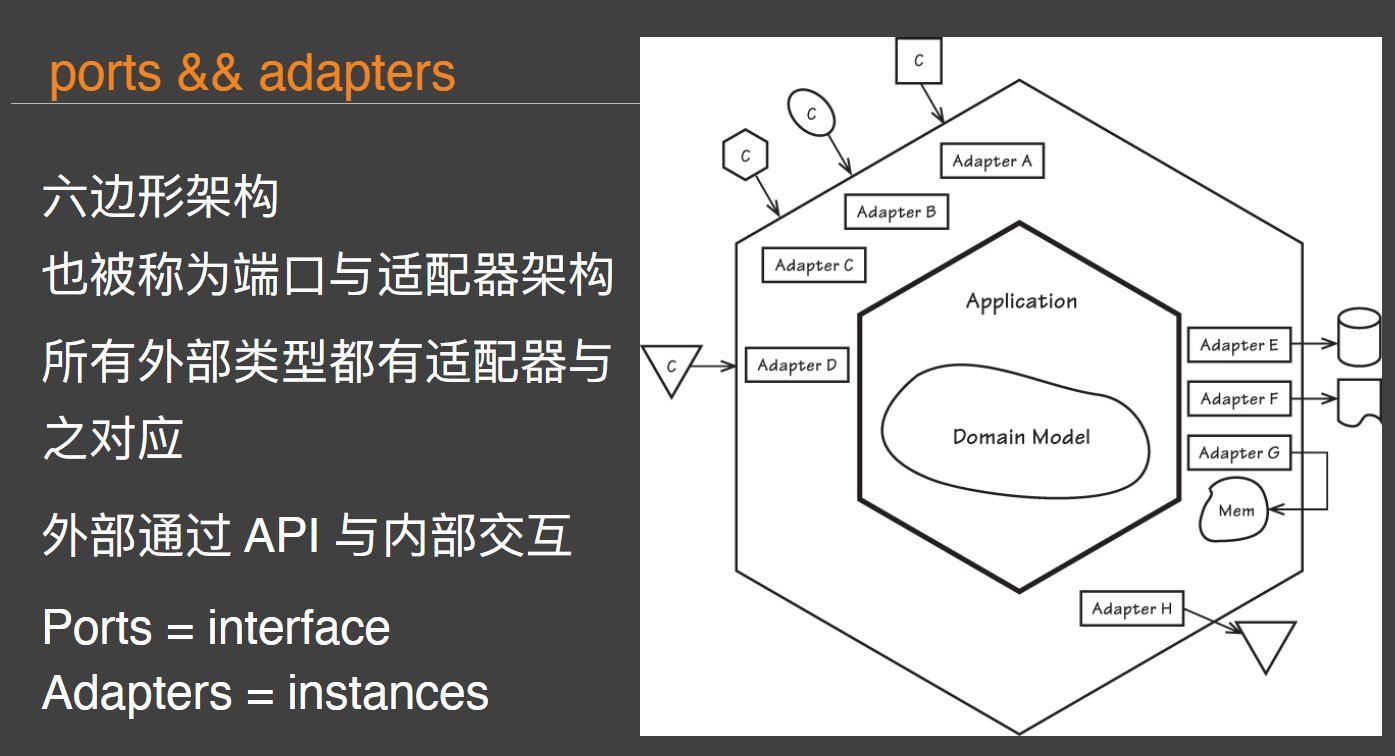 ports && adapters
六边形架构
也被称为端口与适配器架构
所有外部类型都有适配器与
之对应
外部通过 API 与内部交互
Ports = interface
Adapters = instances
C
C
C
Adapter A
Adapter B
Adapter C
Application
C
Adapter D
Adapter E
Adapter F
Domain Model
Adapter G
Mem
Adapter H